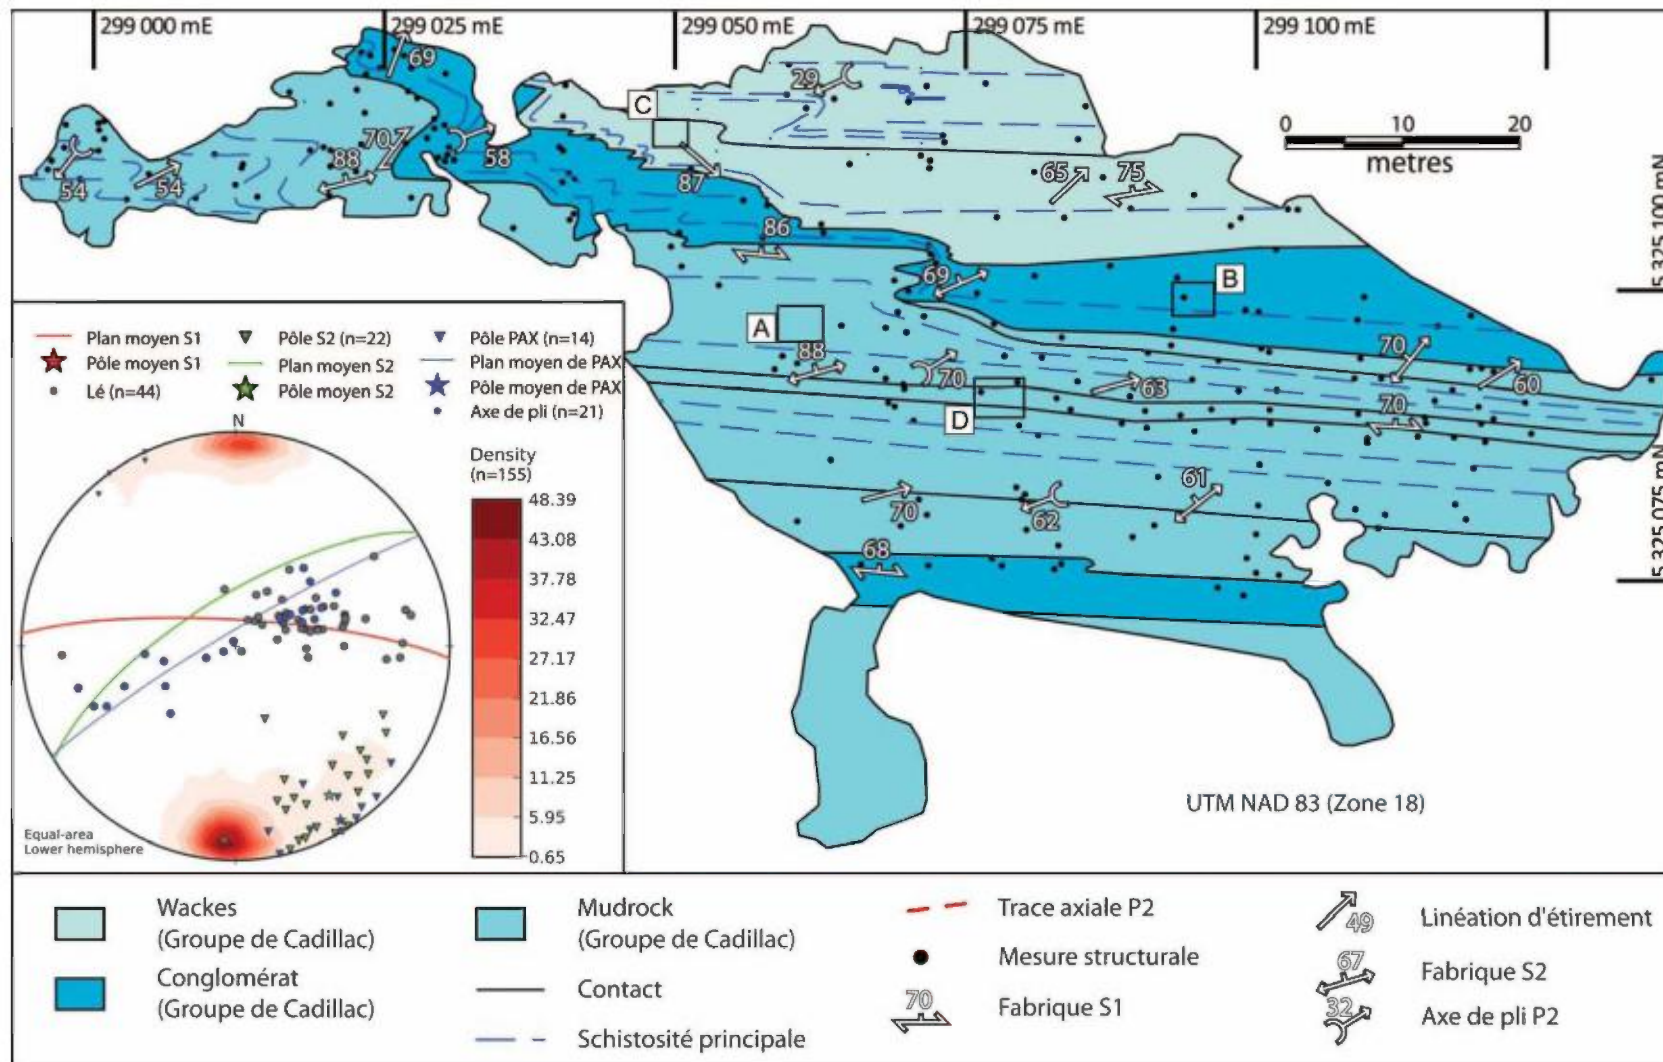 299 000 mE
299 025 mE
299 050 mE
299 075 mE
299 100 mE
69
29
C
0 10 20
metres
70
88
58
54
54
87
65
75
5 325 100 mN
86
69
B
A
88
70
63
70
60
D
70
61
70
62
68
5 325 075 mN
UTM NAD 83 (Zone 18)
Plan moyen S1
Pôle S2 (n=22)
Pôle PAX (n=14)
Pôle moyen S1
Plan moyen S2
Plan moyen de PAX
Lé (n=44)
Pôle moyen S2
Pôle moyen de PAX
Axe de pli (n=21)
N
Density
(n=155)
48.39
43.08
37.78
32.47
27.17
21.86
16.56
11.25
5.95
0.65
Equal-area
Lower hemisphere
Wackes
(Groupe de Cadillac)
Conglomérat
(Groupe de Cadillac)
Mudrock
(Groupe de Cadillac)
Contact
Schistosité principale
Trace axiale P2
Mesure structurale
70
Fabrique S1
49
Linéation d'étirement
67
Fabrique S2
32
Axe de pli P2